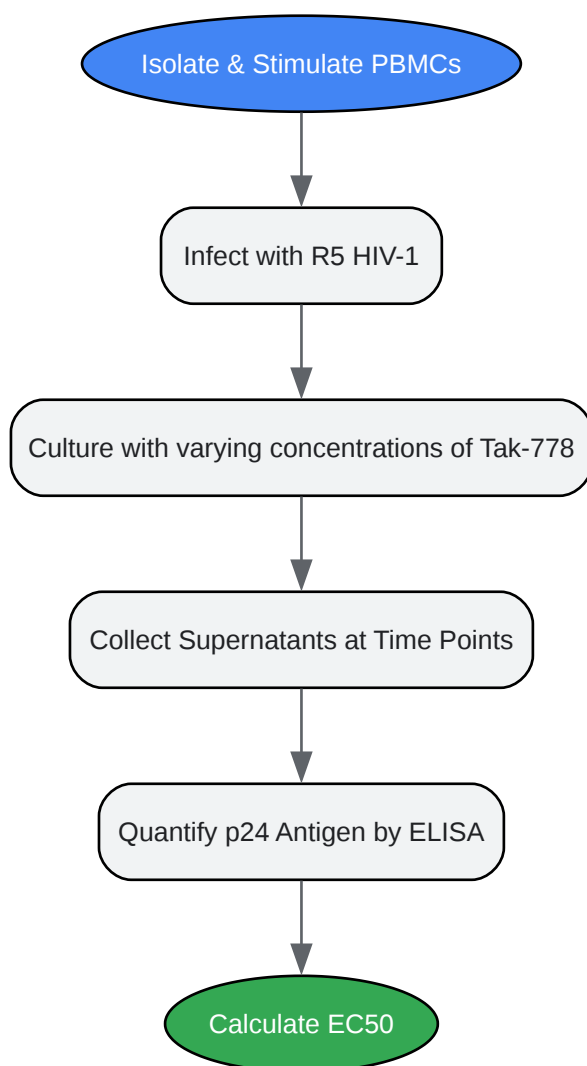 Isolate & Stimulate PBMCs
Infect with R5 HIV-1
Culture with varying concentrations of Tak-778
Collect Supernatants at Time Points
Quantify p24 Antigen by ELISA
Calculate EC50